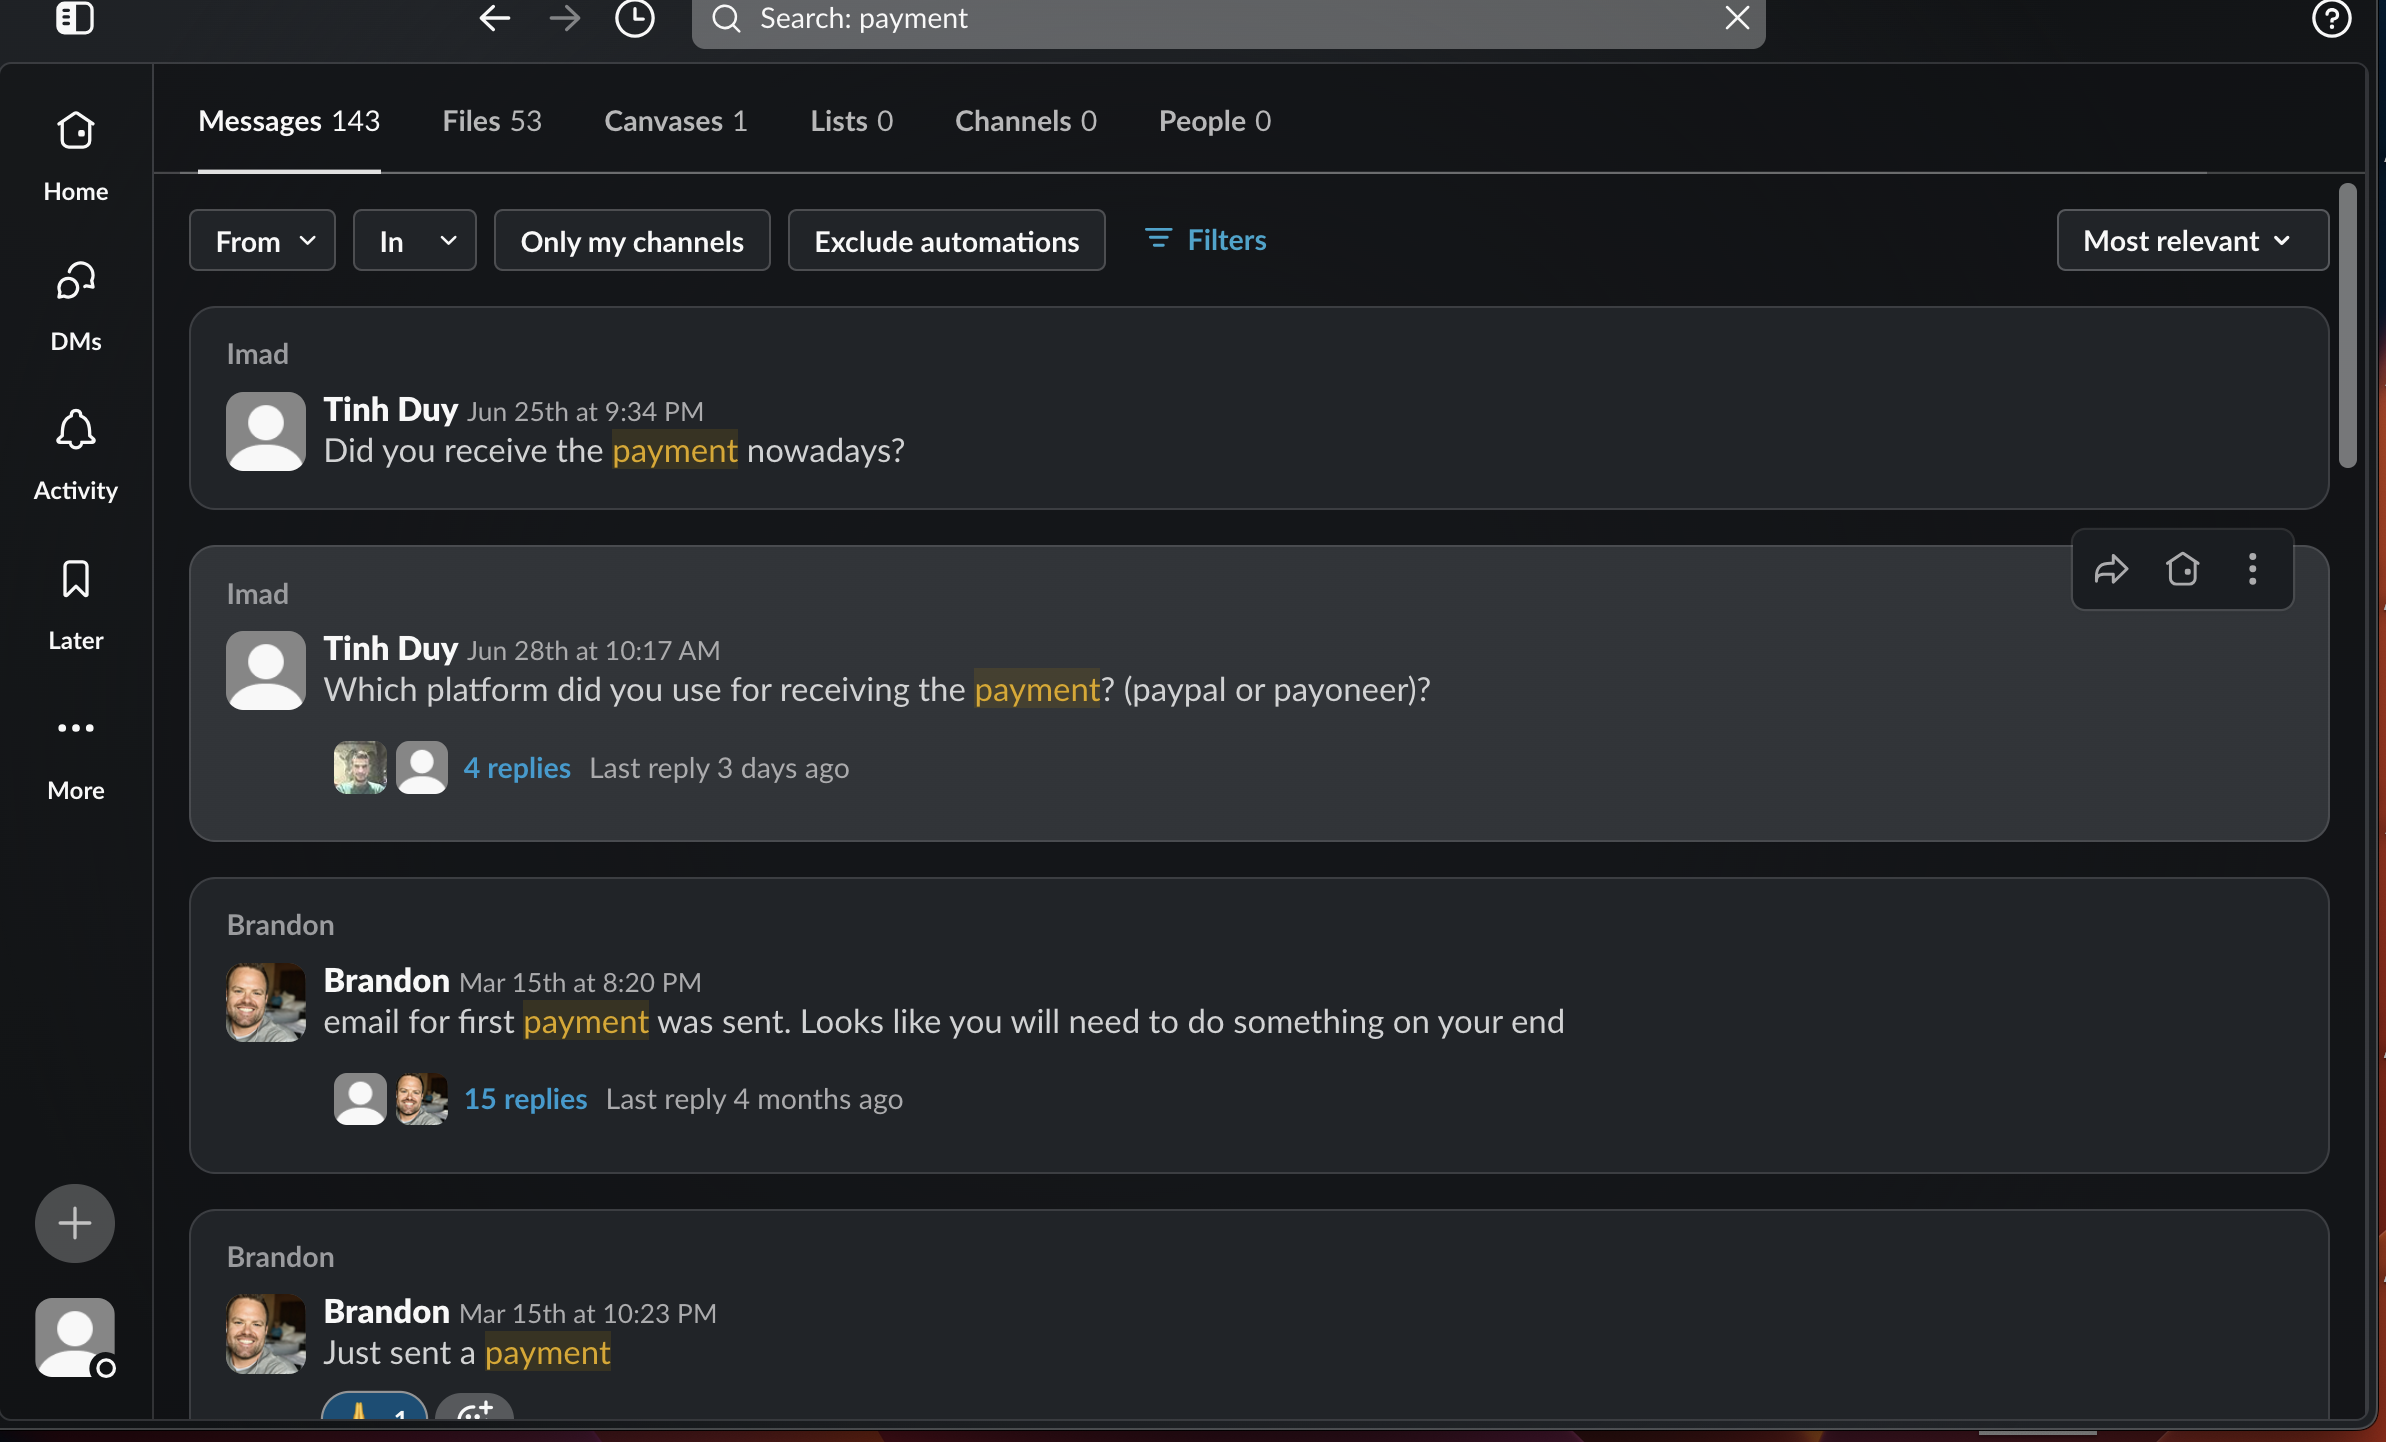 Search: payment
Home
DMs
Activity
Later
More
Messages 143 Files 53 Canvases 1 Lists 0 Channels 0 People 0
From In Only my channels Exclude automations Filters Most relevant
Imad
Tinh Duy Jun 25th at 9:34 PM
Did you receive the payment nowadays?
Imad
Tinh Duy Jun 28th at 10:17 AM
Which platform did you use for receiving the payment? (paypal or payoneer)?
4 replies Last reply 3 days ago
Brandon
Brandon Mar 15th at 8:20 PM
email for first payment was sent. Looks like you will need to do something on your end
15 replies Last reply 4 months ago
Brandon
Brandon Mar 15th at 10:23 PM
Just sent a payment
1